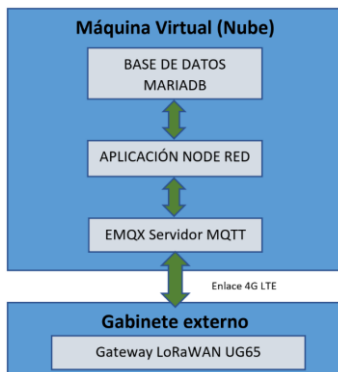 Máquina Virtual (Nube)
BASE DE DATOS
MARIADB
APLICACIÓN NODE RED
EMQX Servidor MQTT
Enlace 4G LTE
Gabinete externo
Gateway LoRaWAN UG65